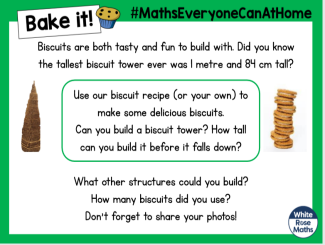 Bake it!
#MathsEveryoneCanAtHome
Biscuits are both tasty and fun to build with. Did you know
the tallest biscuit tower ever was 1 metre and 84 cm tall?
Use our biscuit recipe (or your own) to
make some delicious biscuits.
Can you build a biscuit tower? How tall
can you build it before it falls down?
What other structures could you build?
How many biscuits did you use?
Don't forget to share your photos!
White
Rose
Maths